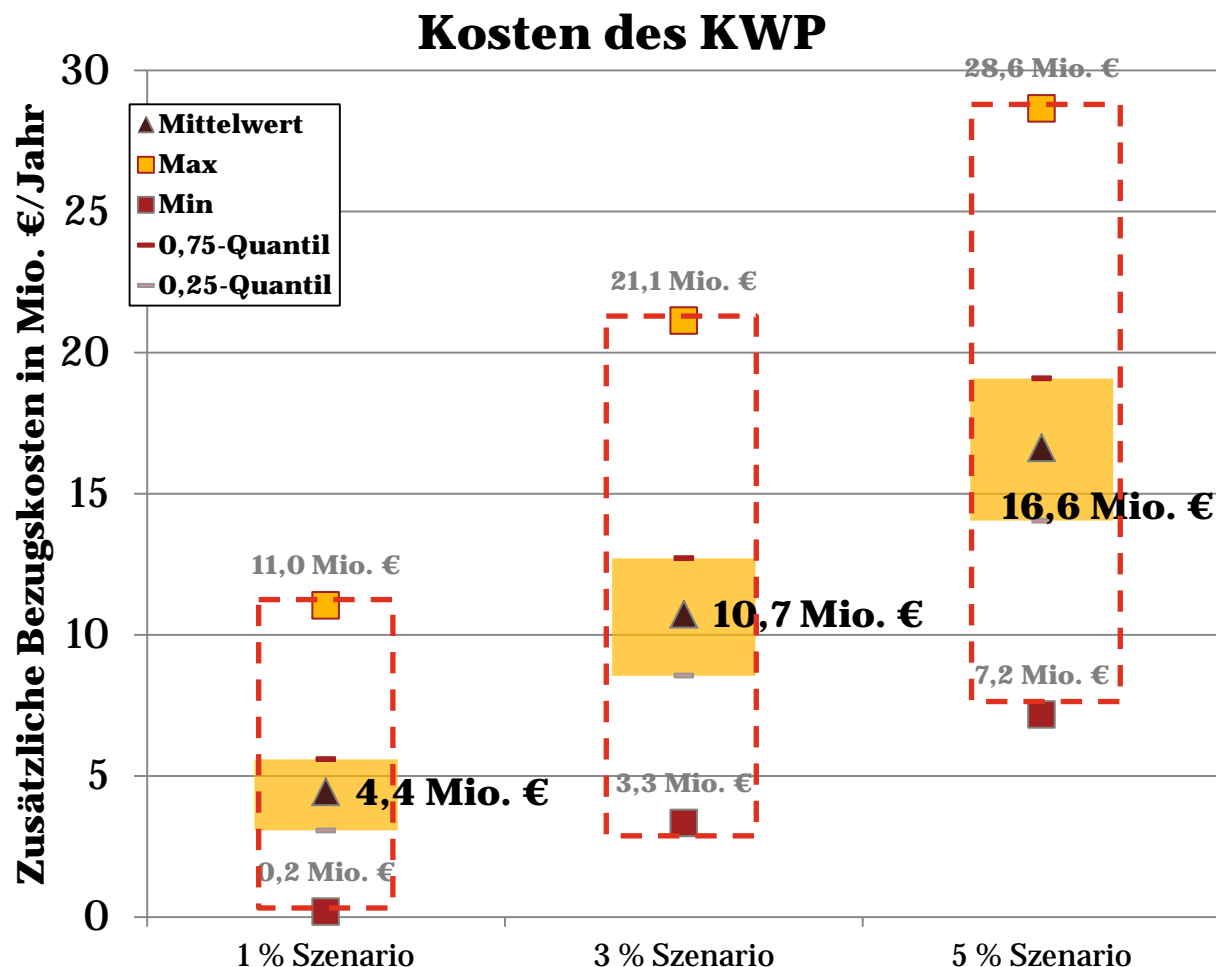 Kosten des KWP
Zusätzliche Bezugskosten in Mio. €/Jahr
30
25
20
15
10
5
0
Mittelwert
Max
Min
0,75-Quantil
0,25-Quantil
28,6 Mio. €
21,1 Mio. €
16,6 Mio. €
11,0 Mio. €
10,7 Mio. €
7,2 Mio. €
4,4 Mio. €
3,3 Mio. €
0,2 Mio. €
1 % Szenario
3 % Szenario
5 % Szenario